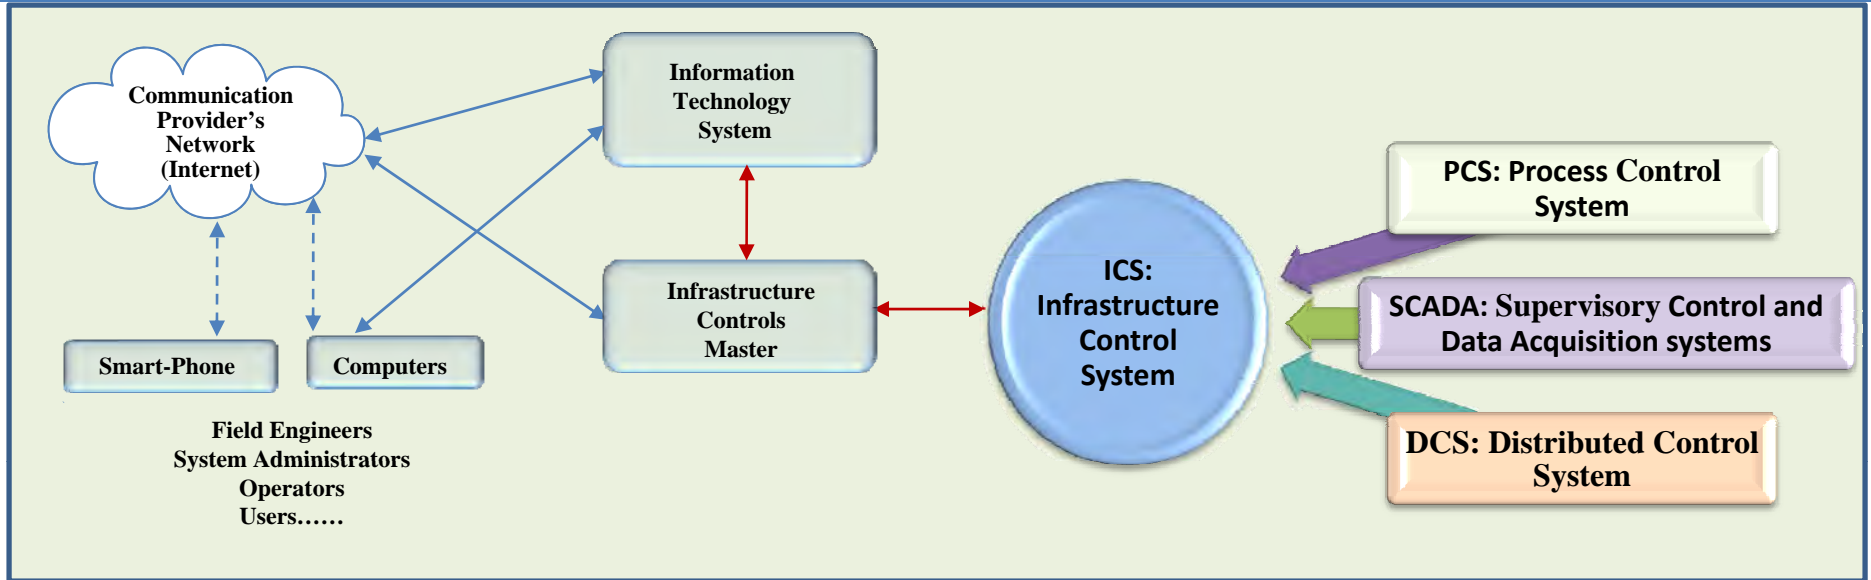 Communication
Provider’s
Network
(Internet)
Information
Technology
System
Infrastructure
Controls
Master
Smart-Phone
Computers
Field Engineers
System Administrators
Operators
Users……
ICS:
Infrastructure
Control
System
PCS: Process Control
System
SCADA: Supervisory Control and
Data Acquisition systems
DCS: Distributed Control
System